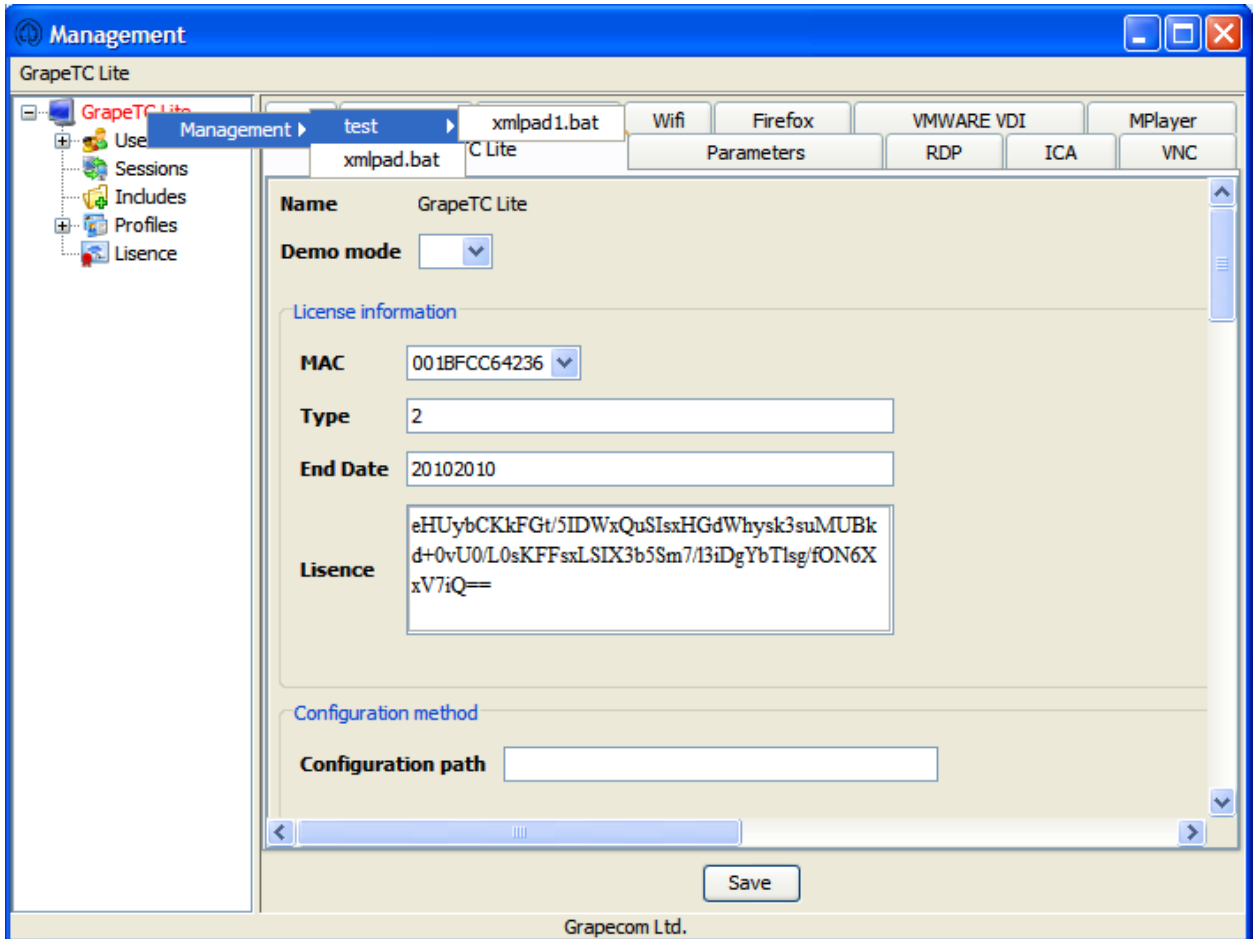 Management
GrapeTC Lite
GrapeTC Lite
Use
Sessions
Includes
Profiles
Lisence
Management
test
xmlpad.bat
xmlpad1.bat
Wifi
Firefox
VMWARE VDI
MPlayer
TC Lite
Parameters
RDP
ICA
VNC
Name GrapeTC Lite
Demo mode
License information
MAC 001BFCC64236
Type 2
End Date 20102010
Lisence
eHUybCKkFGt/5IDWxQuSIsxHGdWhysk3suMUBk
d+0vU0/L0sKFFsxLSIX3b5Sm7/l3iDgYbTlsg/fON6X
xV7iQ==
Configuration method
Configuration path
Save
Grapecom Ltd.